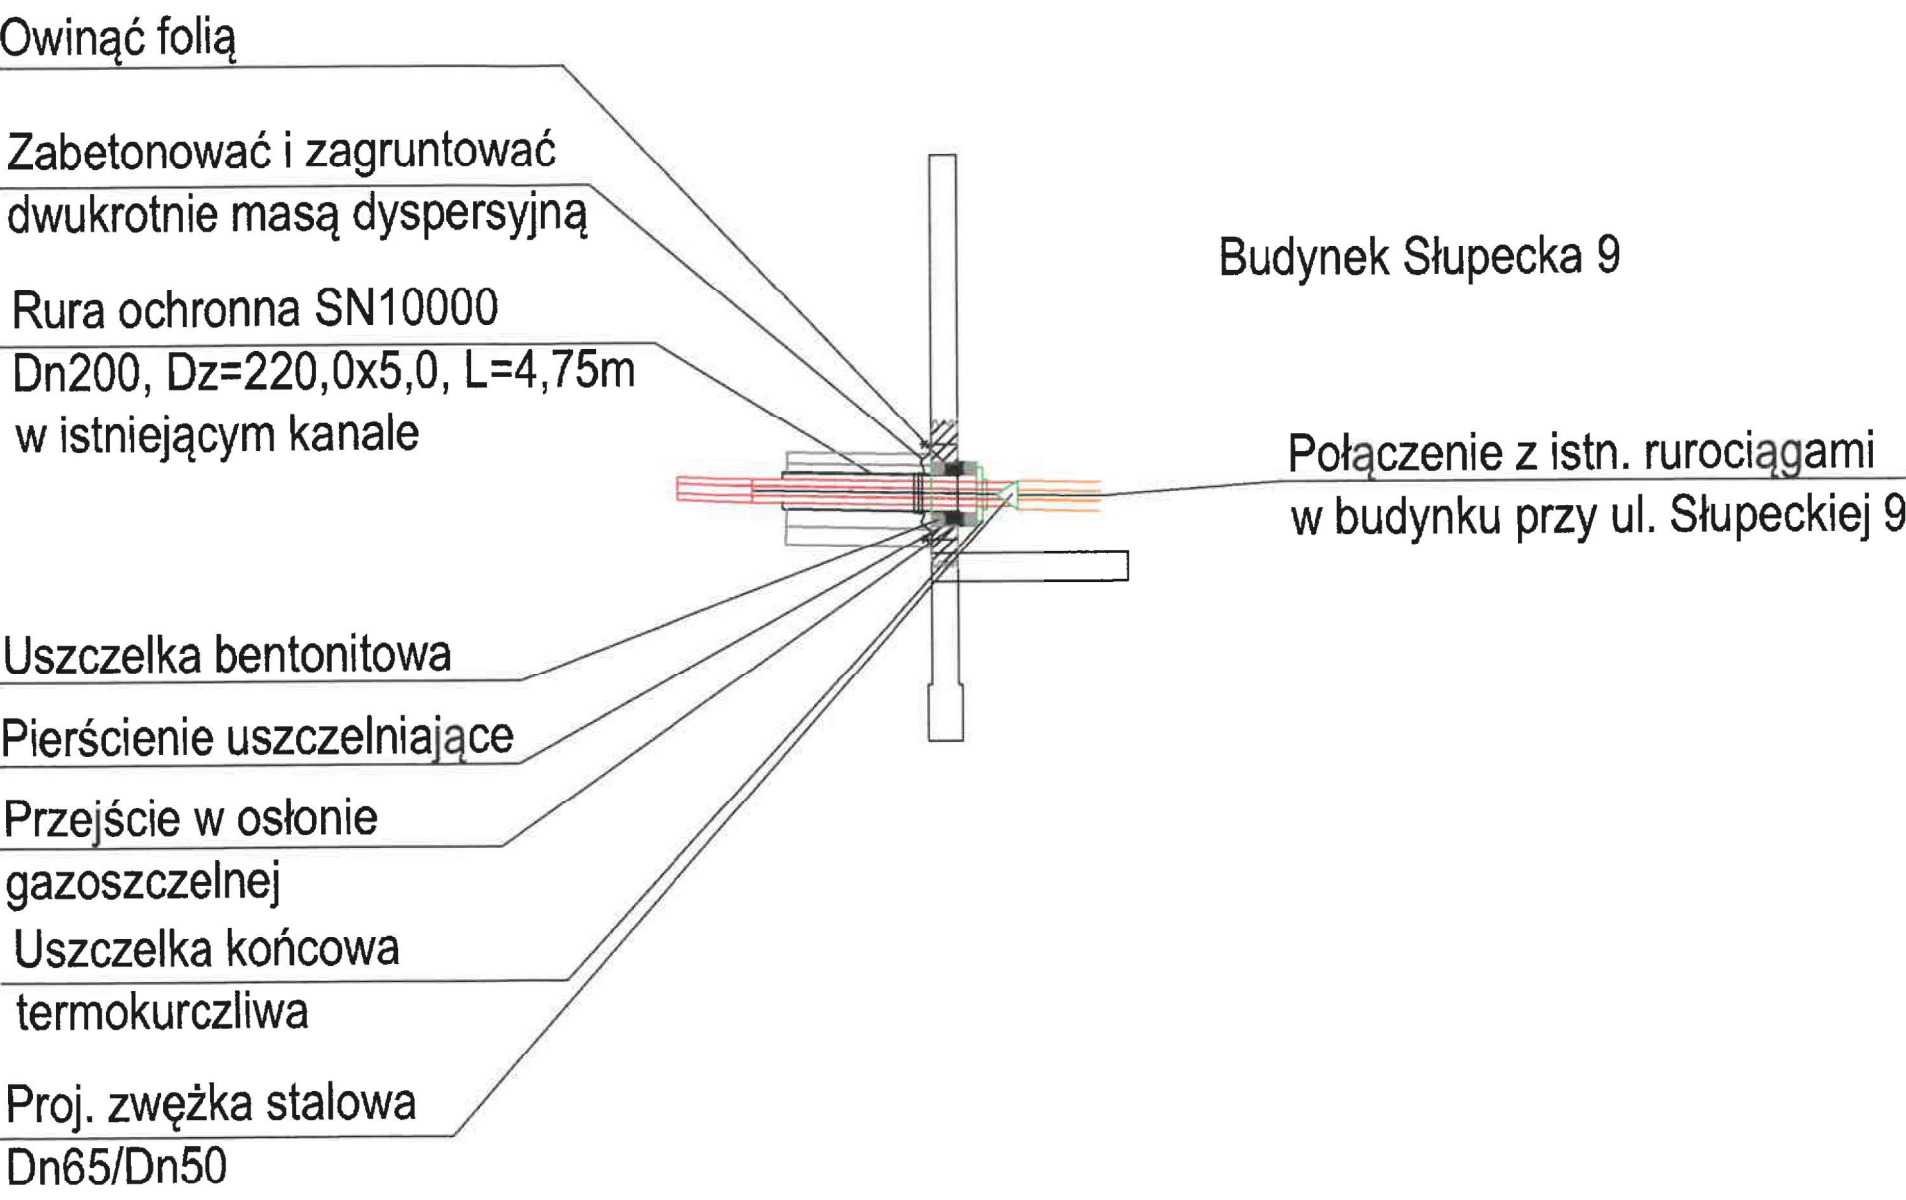 Owinąć folią
Zabetonować i zagruntować
dwukrotnie masą dyspersyjną
Rura ochronna SN10000
Dn200, Dz=220,0x5,0, L=4,75m
w istniejącym kanale
Budynek Słupecka 9
Połączenie z istn. rurociągami
w budynku przy ul. Słupeckiej 9
Uszczelka bentonitowa
Pierścienie uszczelniające
Przejście w osłonie
gazoszczelnej
Uszczelka końcowa
termokurczliwa
Proj. zwężka stalowa
Dn65/Dn50